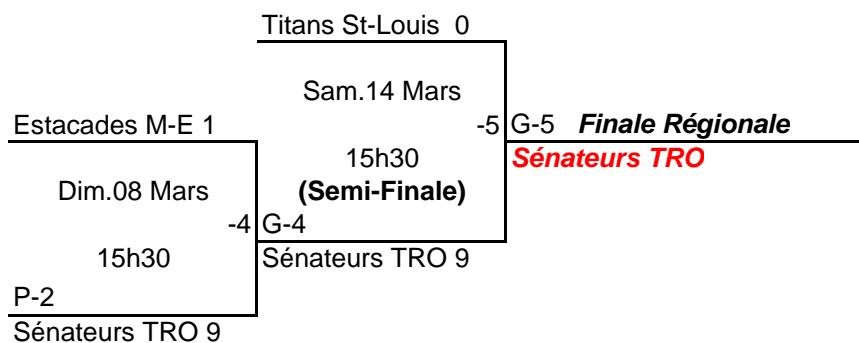 Titans St-Louis 0
Sam.14 Mars
Estacades M-E 1
-5 G-5 Finale Régionale
15h30
Sénateurs TRO
Dim.08 Mars
(Semi-Finale)
-4 G-4
15h30
Sénateurs TRO 9
P-2
Sénateurs TRO 9